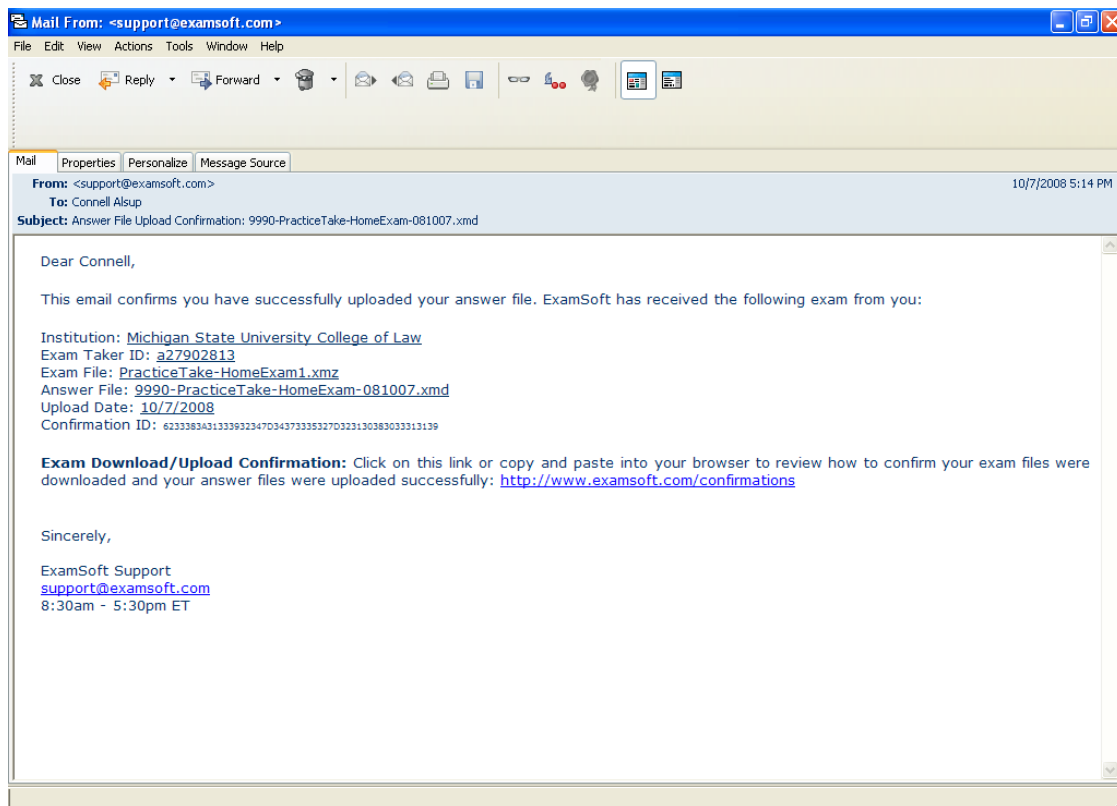 Mail From: <support@examsoft.com>
File Edit View Actions Tools Window Help
Close Reply Forward
Mail Properties Personalize Message Source
From: <support@examsoft.com> 10/7/2008 5:14 PM
To: Connell Alsup
Subject: Answer File Upload Confirmation: 9990-PracticeTake-HomeExam-081007.xmd
Dear Connell,
This email confirms you have successfully uploaded your answer file. ExamSoft has received the following exam from you:
Institution: Michigan State University College of Law
Exam Taker ID: a27902813
Exam File: PracticeTake-HomeExam1.xmz
Answer File: 9990-PracticeTake-HomeExam-081007.xmd
Upload Date: 10/7/2008
Confirmation ID: 6233383A31333932347D34373335327D323130383033313139
Exam Download/Upload Confirmation: Click on this link or copy and paste into your browser to review how to confirm your exam files were
downloaded and your answer files were uploaded successfully: http://www.examsoft.com/confirmations
Sincerely,
ExamSoft Support
support@examsoft.com
8:30am - 5:30pm ET